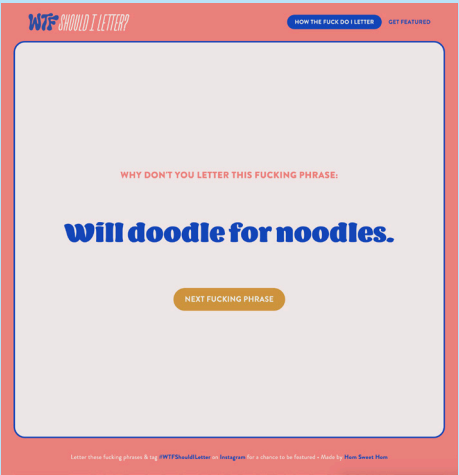 WTF SHOULD I LETTER?
HOW THE FUCK DO I LETTER
GET FEATURED
WHY DON'T YOU LETTER THIS FUCKING PHRASE:
Will doodle for noodles.
NEXT FUCKING PHRASE
Letter these fucking phrases & tag #WTFShouldILetter on Instagram for a chance to be featured • Made by Hom Sweet Hom